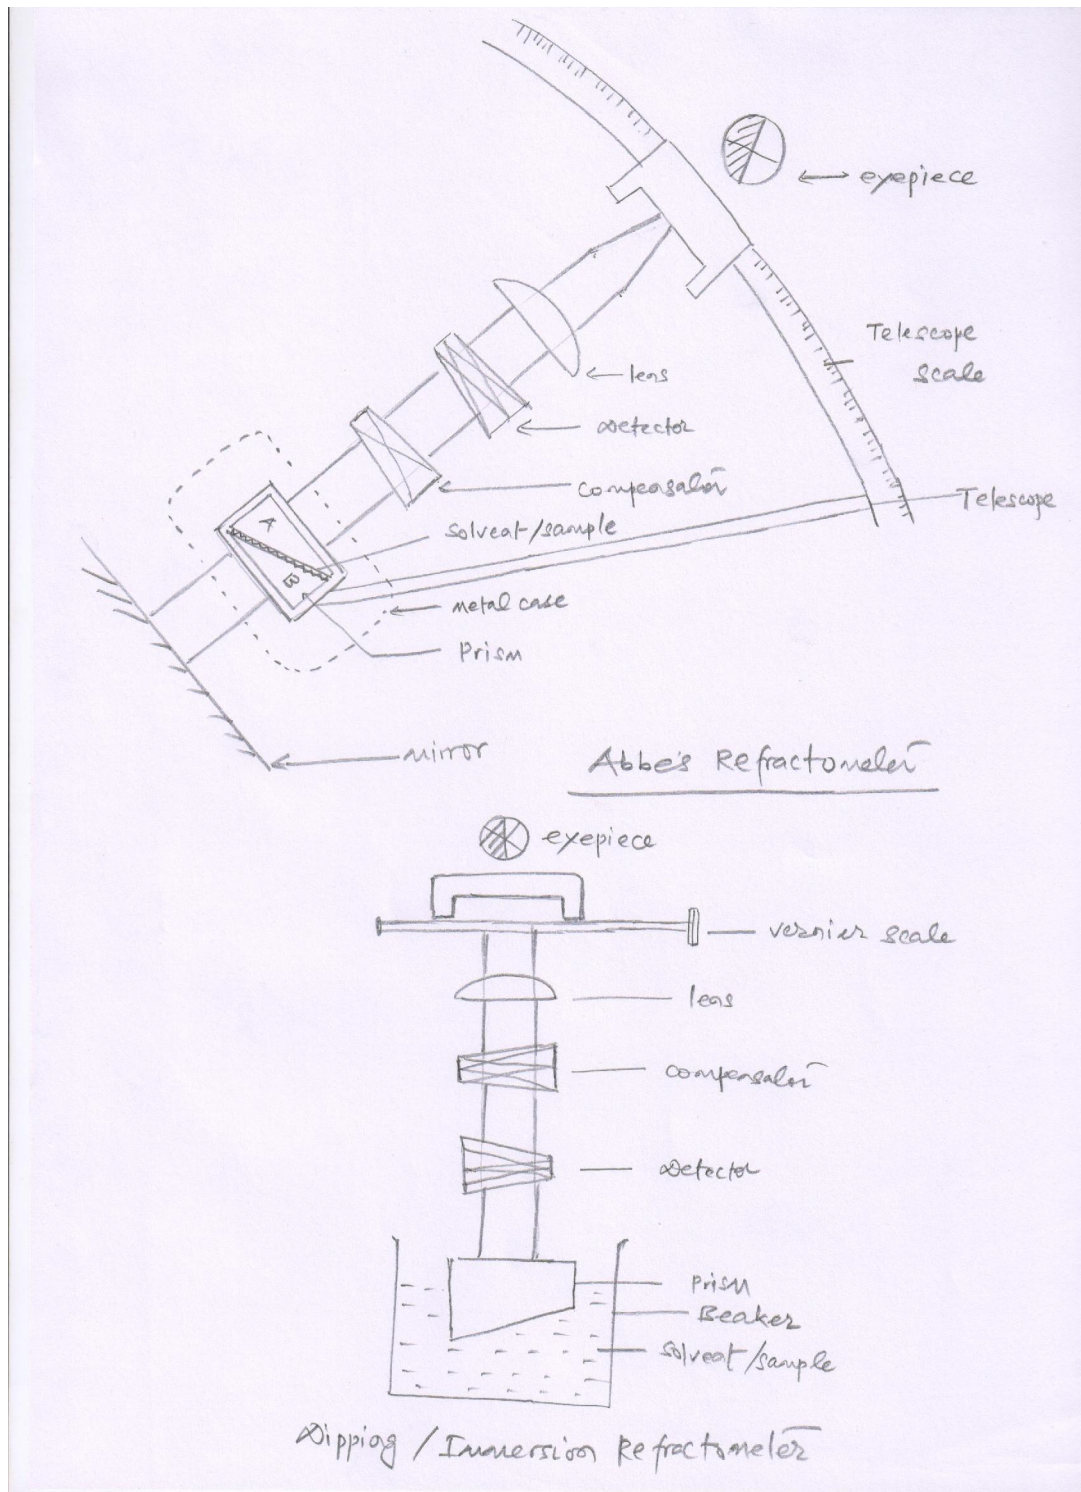 eyepiece
Telescope
scale
lens
Detector
compensator
solvent/sample
Telescope
A
B
metal case
Prism
mirror
Abbe's Refractometer
eyepiece
vernier scale
lens
compensator
Detector
Prism
Beaker
solvent/sample
Dipping / Immersion Refractometer